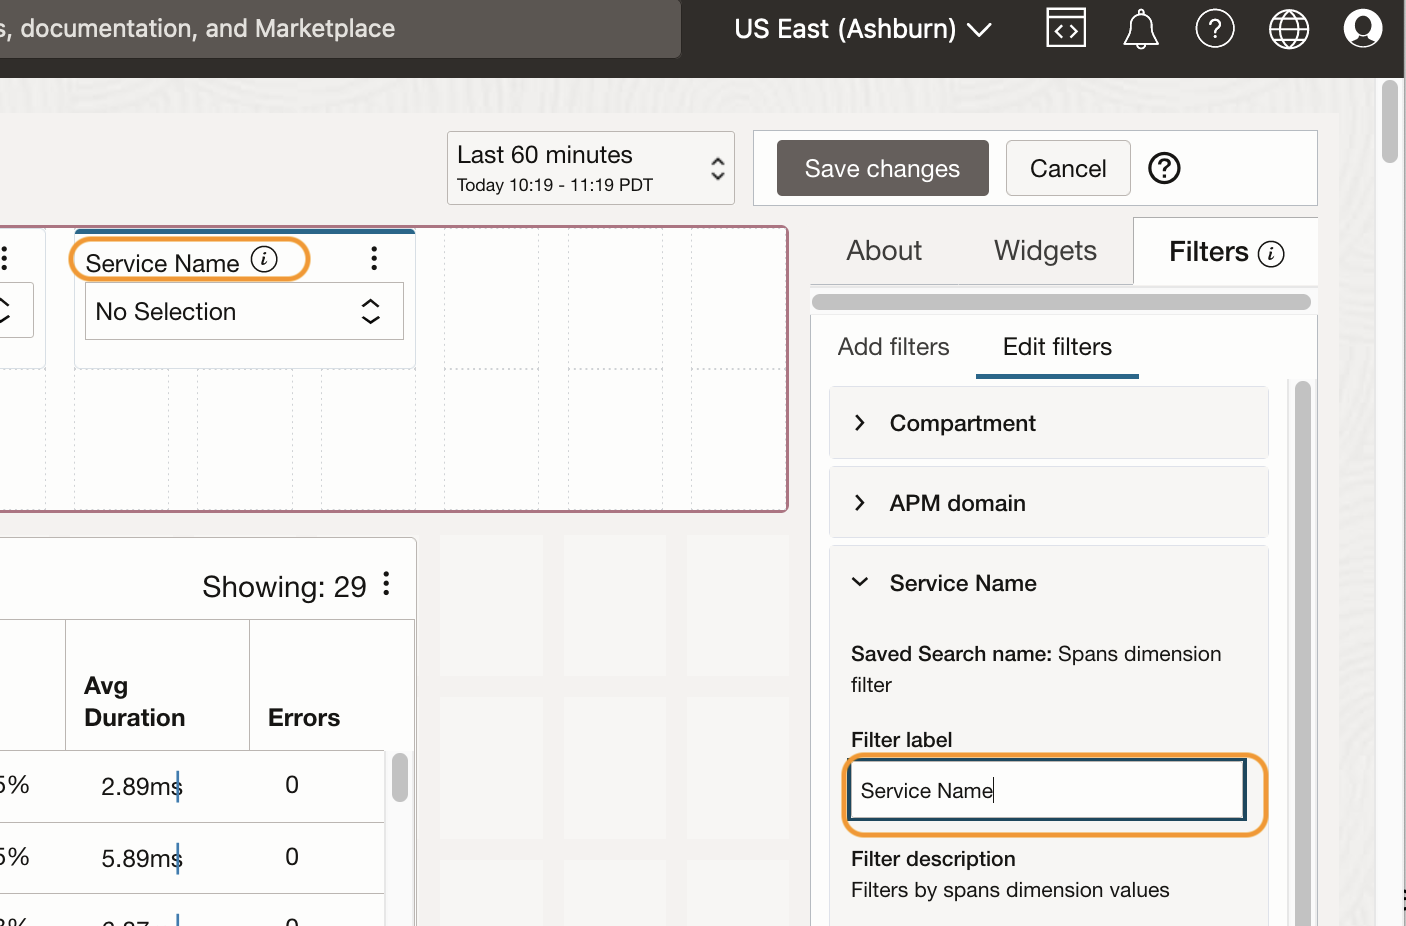 s, documentation, and Marketplace
US East (Ashburn)
Last 60 minutes
Today 10:19 - 11:19 PDT
Save changes
Cancel
Service Name
No Selection
About
Widgets
Filters
Add filters
Edit filters
Compartment
APM domain
Service Name
Saved Search name: Spans dimension
filter
Filter label
Service Name
Filter description
Filters by spans dimension values
Showing: 29
Avg
Duration
Errors
5%
2.89ms
0
5%
5.89ms
0